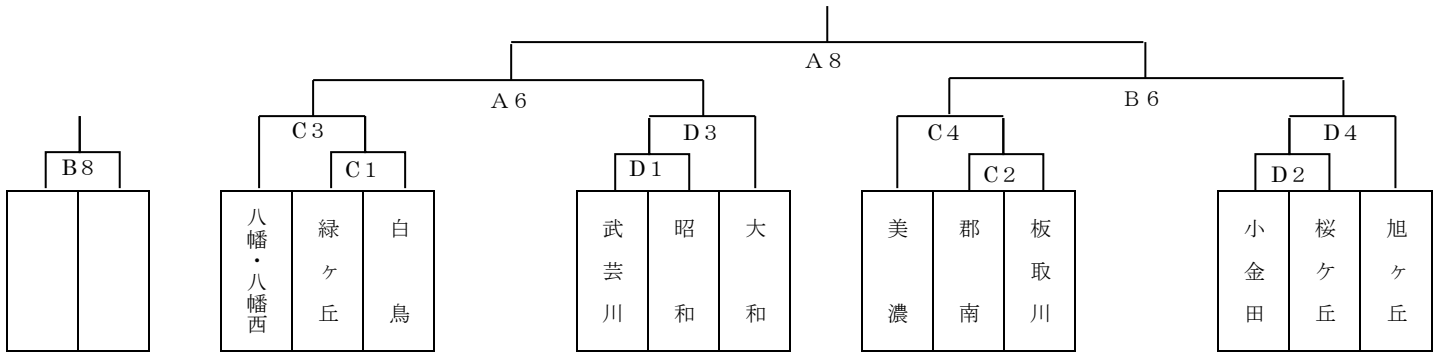 Ａ８
Ａ６
Ｂ６
Ｃ３
Ｄ３
Ｃ４
Ｄ４
Ｂ８
Ｃ１
Ｄ１
Ｃ２
Ｄ２
八幡・八幡西
緑ヶ丘
白鳥
武芸川
昭和
大和
美濃
郡南
板取川
小金田
桜ケ丘
旭ヶ丘